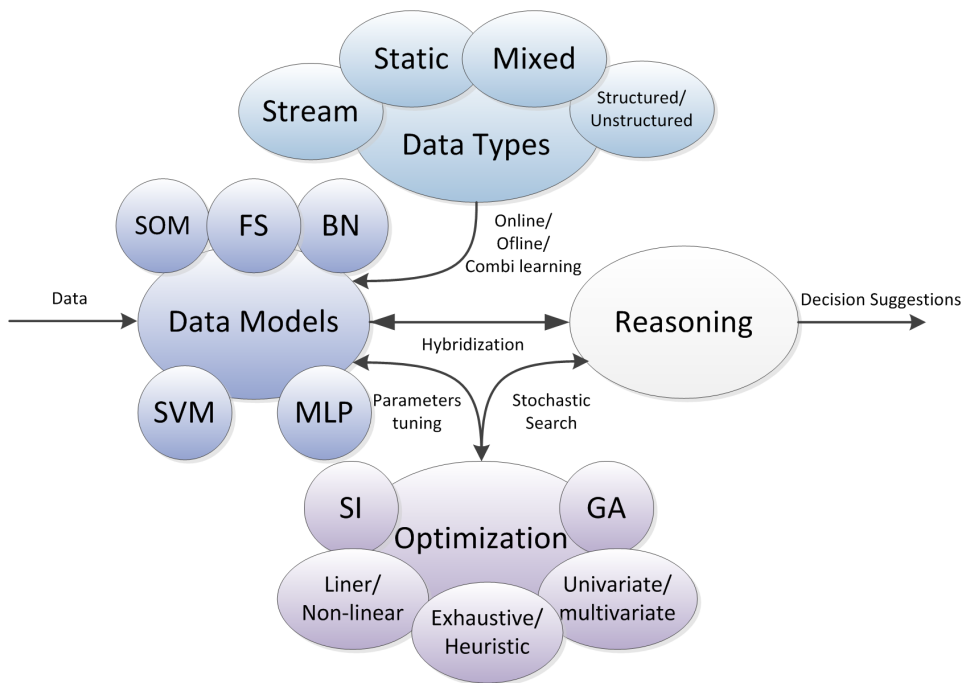 Static
Mixed
Stream
Structured/
Unstructured
Data Types
SOM
FS
BN
Online/
Ofline/
Combi learning
Data
Data Models
Hybridization
Reasoning
Decision Suggestions
SVM
MLP
Parameters
tuning
Stochastic
Search
SI
GA
Optimization
Liner/
Non-linear
Exhaustive/
Heuristic
Univariate/
multivariate